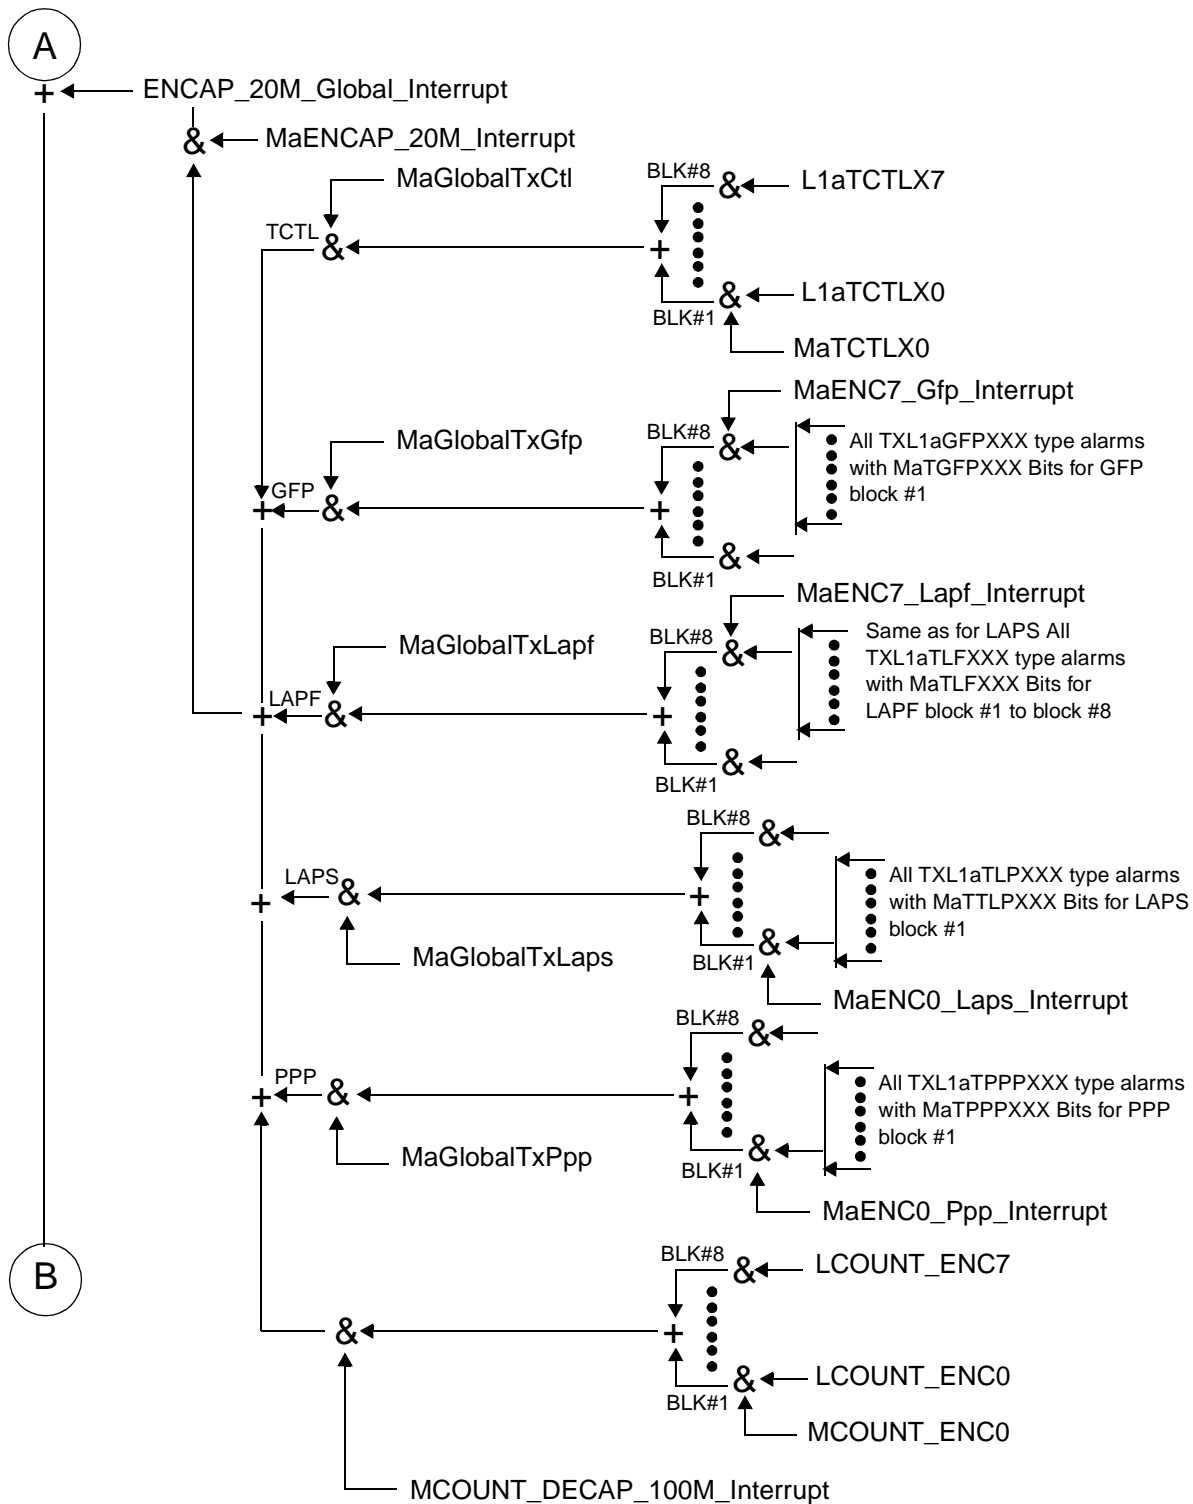 A
+
ENCAP_20M_Global_Interrupt
&
MaENCAP_20M_Interrupt
MaGlobalTxCtl
TCTL
&
BLK#8
&
L1aTCTLX7
+
BLK#1
&
L1aTCTLX0
MaTCTLX0
MaENC7_Gfp_Interrupt
MaGlobalTxGfp
GFP
+
&
BLK#8
&
+
BLK#1
&
All TXL1aGFPXXX type alarms
with MaTGFPXXX Bits for GFP
block #1
MaENC7_Lapf_Interrupt
MaGlobalTxLapf
LAPF
+
&
BLK#8
&
+
BLK#1
&
Same as for LAPS All
TXL1aTLFXXX type alarms
with MaTLFXXX Bits for
LAPF block #1 to block #8
LAPS
+
&
MaGlobalTxLaps
BLK#8
&
+
BLK#1
&
All TXL1aTLPXXX type alarms
with MaTTLPXXX Bits for LAPS
block #1
MaENC0_Laps_Interrupt
PPP
+
&
MaGlobalTxPpp
BLK#8
&
+
BLK#1
&
All TXL1aTPPPXXX type alarms
with MaTPPPXXX Bits for PPP
block #1
MaENC0_Ppp_Interrupt
B
&
BLK#8
&
LCOUNT_ENC7
+
BLK#1
&
LCOUNT_ENC0
MCOUNT_ENC0
MCOUNT_DECAP_100M_Interrupt